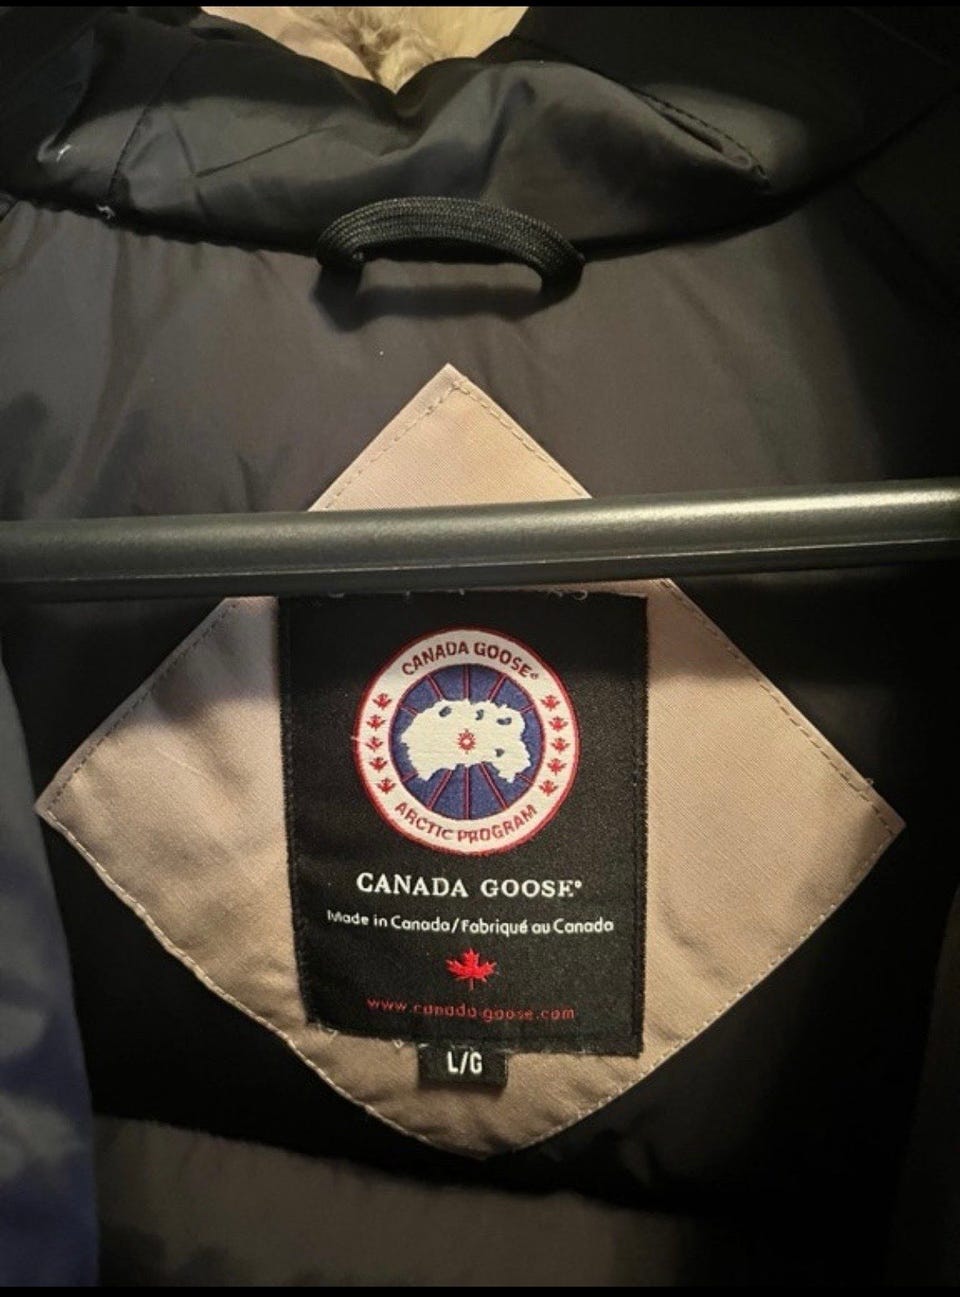 CANADA GOOSE®
ARCTIC PROGRAM
CANADA GOOSE®
Made in Canada/Fabriqué au Canada
www.canada-goose.com
L/G